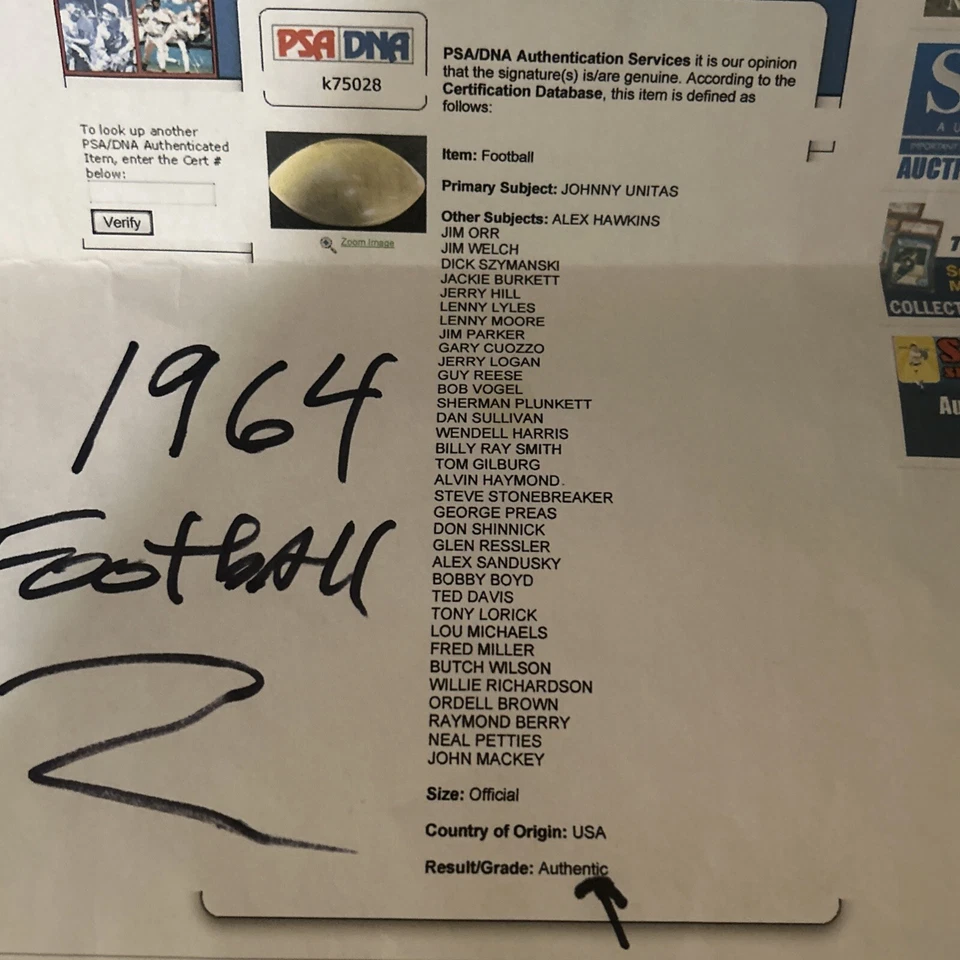 PSA DNA
k75028
PSA/DNA Authentication Services it is our opinion
that the signature(s) is/are genuine. According to the
Certification Database, this item is defined as
follows:
To look up another
PSA/DNA Authenticated
Item, enter the Cert #
below:
Verify
Zoom Image
Item: Football
Primary Subject: JOHNNY UNITAS
Other Subjects: ALEX HAWKINS
JIM ORR
JIM WELCH
DICK SZYMANSKI
JACKIE BURKETT
JERRY HILL
LENNY LYLES
LENNY MOORE
JIM PARKER
GARY CUOZZO
JERRY LOGAN
GUY REESE
BOB VOGEL
SHERMAN PLUNKETT
DAN SULLIVAN
WENDELL HARRIS
BILLY RAY SMITH
TOM GILBURG
ALVIN HAYMOND.
STEVE STONEBREAKER
GEORGE PREAS
DON SHINNICK
GLEN RESSLER
ALEX SANDUSKY
BOBBY BOYD
TED DAVIS
TONY LORICK
LOU MICHAELS
FRED MILLER
BUTCH WILSON
WILLIE RICHARDSON
ORDELL BROWN
RAYMOND BERRY
NEAL PETTIES
JOHN MACKEY
Size: Official
Country of Origin: USA
Result/Grade: Authentic
1964
Football
S
AU
IMPORTANT
AUCTI
COLLECT
Au